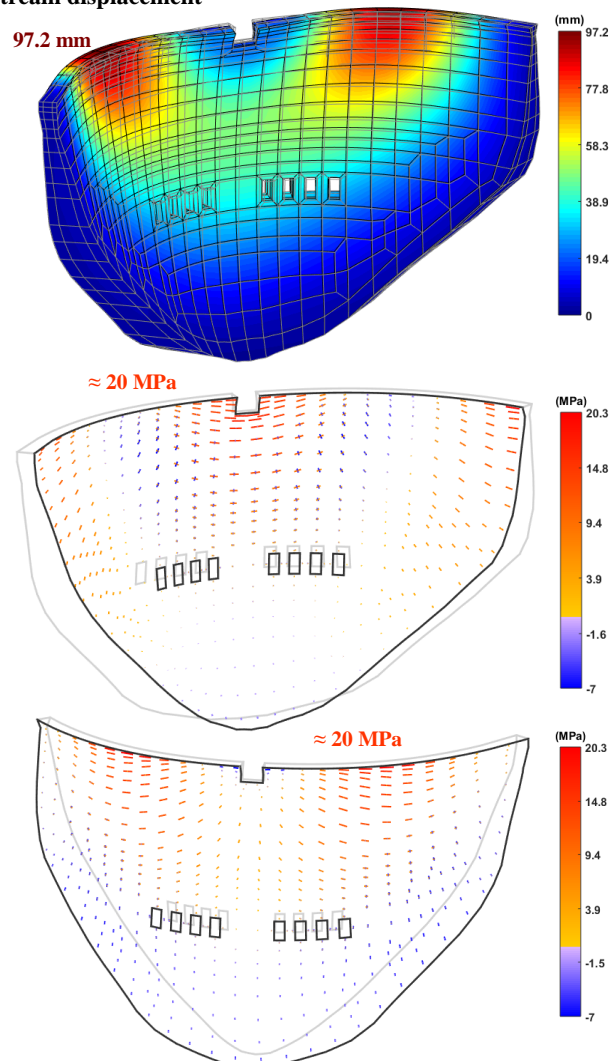 stream displacement
97.2 mm
(mm)
97.2
77.8
58.3
38.9
19.4
0
≈ 20 MPa
(MPa)
20.3
14.8
9.4
3.9
-1.6
-7
≈ 20 MPa
(MPa)
20.3
14.8
9.4
3.9
-1.5
-7